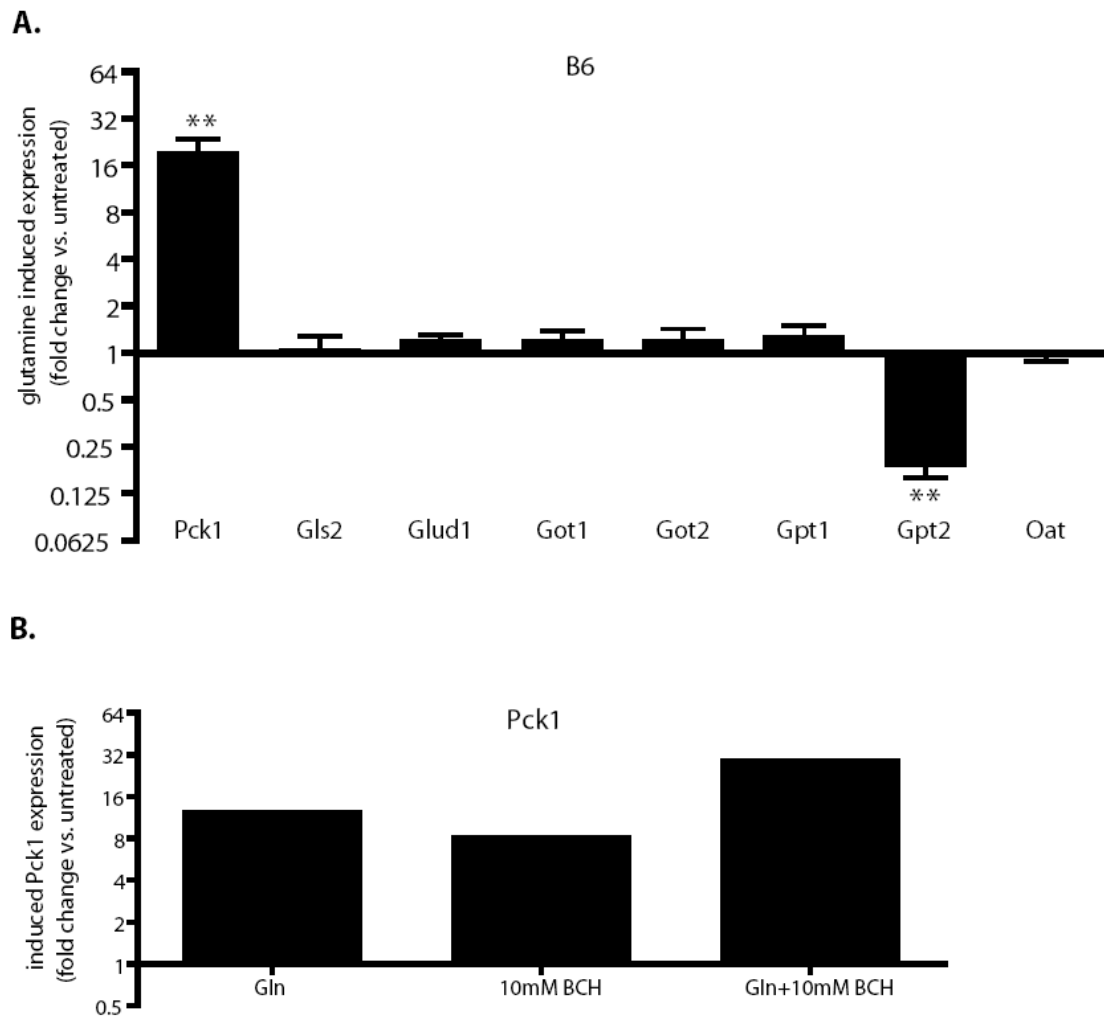 A.
B6
glutamine induced expression
(fold change vs. untreated)
64
32
16
8
4
2
1
0.5
0.25
0.125
0.0625
**
**
Pck1 Gls2 Glud1 Got1 Got2 Gpt1 Gpt2 Oat
B.
Pck1
induced Pck1 expression
(fold change vs. untreated)
64
32
16
8
4
2
1
0.5
Gln 10mM BCH Gln+10mM BCH